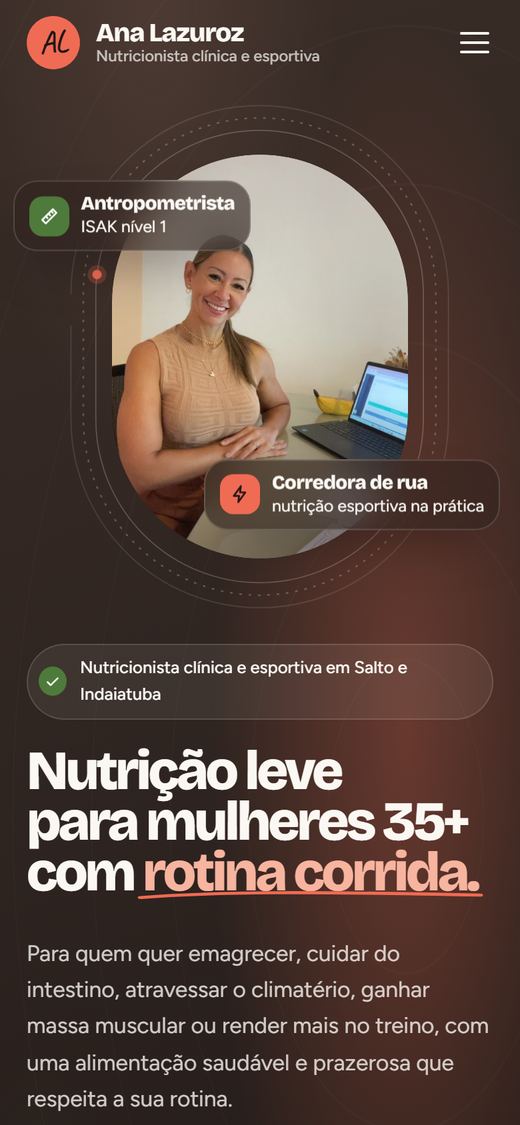 AL
Ana Lazuroz
Nutricionista clínica e esportiva
Antropometrista
ISAK nível 1
Corredora de rua
nutrição esportiva na prática
Nutricionista clínica e esportiva em Salto e
Indaiatuba
Nutrição leve
para mulheres 35+
com rotina corrida.
Para quem quer emagrecer, cuidar do
intestino, atravessar o climatério, ganhar
massa muscular ou render mais no treino, com
uma alimentação saudável e prazerosa que
respeita a sua rotina.